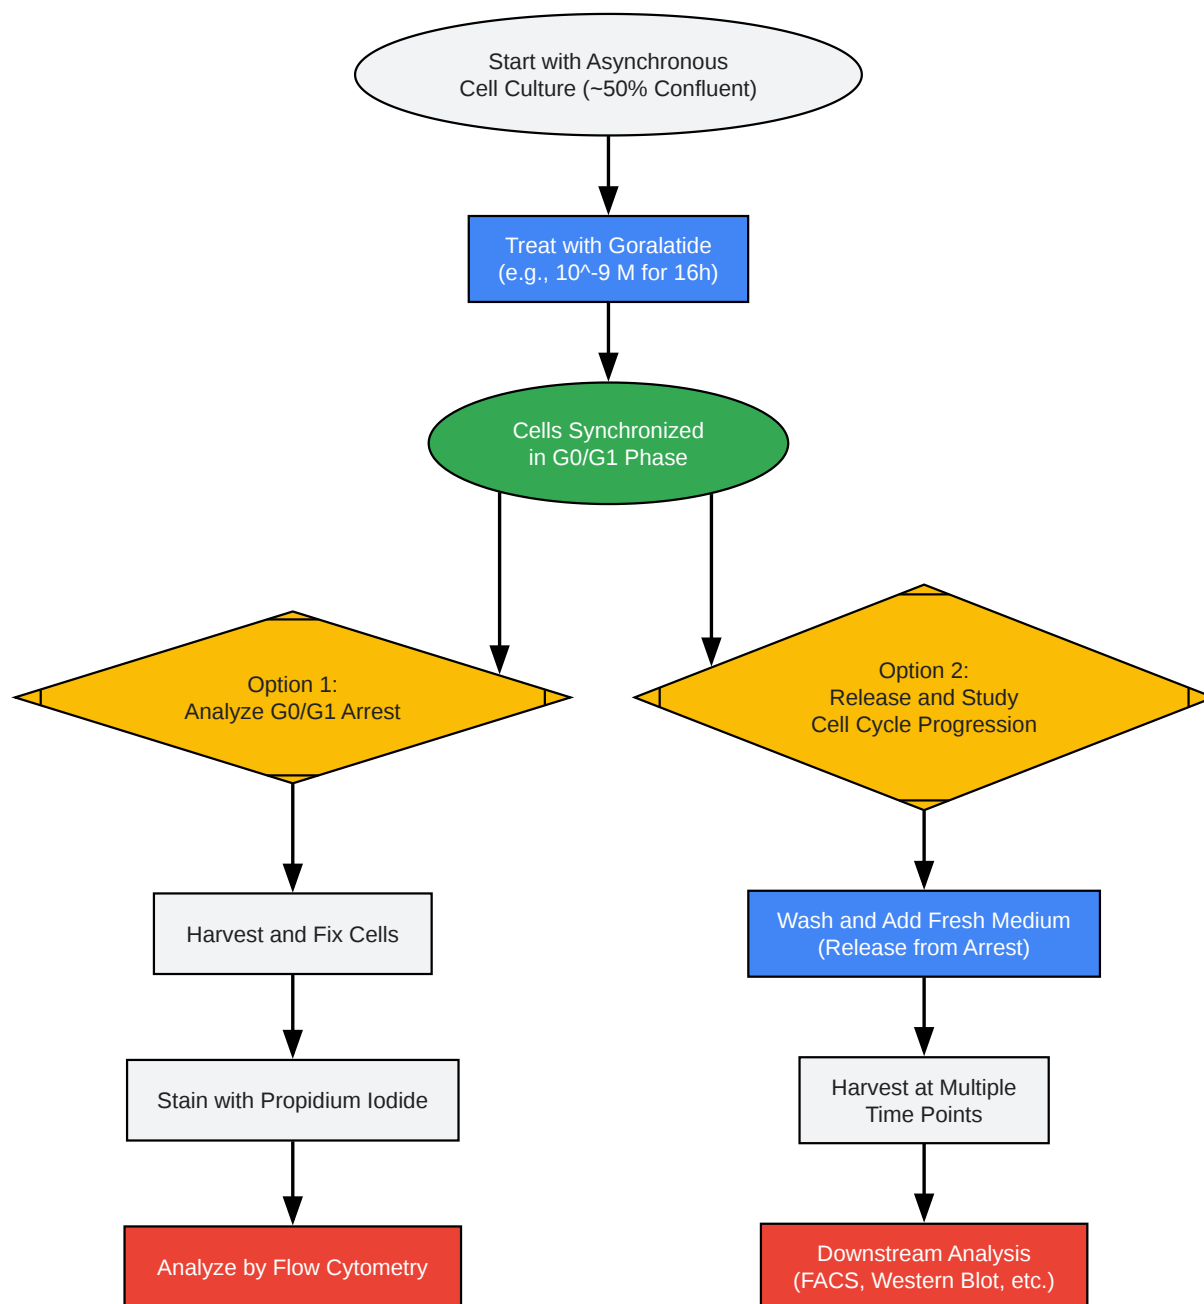 Start with Asynchronous
Cell Culture (~50% Confluent)
Treat with Goralatide
(e.g., 10^-9 M for 16h)
Cells Synchronized
in G0/G1 Phase
Option 1:
Analyze G0/G1 Arrest
Option 2:
Release and Study
Cell Cycle Progression
Harvest and Fix Cells
Wash and Add Fresh Medium
(Release from Arrest)
Stain with Propidium Iodide
Harvest at Multiple
Time Points
Analyze by Flow Cytometry
Downstream Analysis
(FACS, Western Blot, etc.)